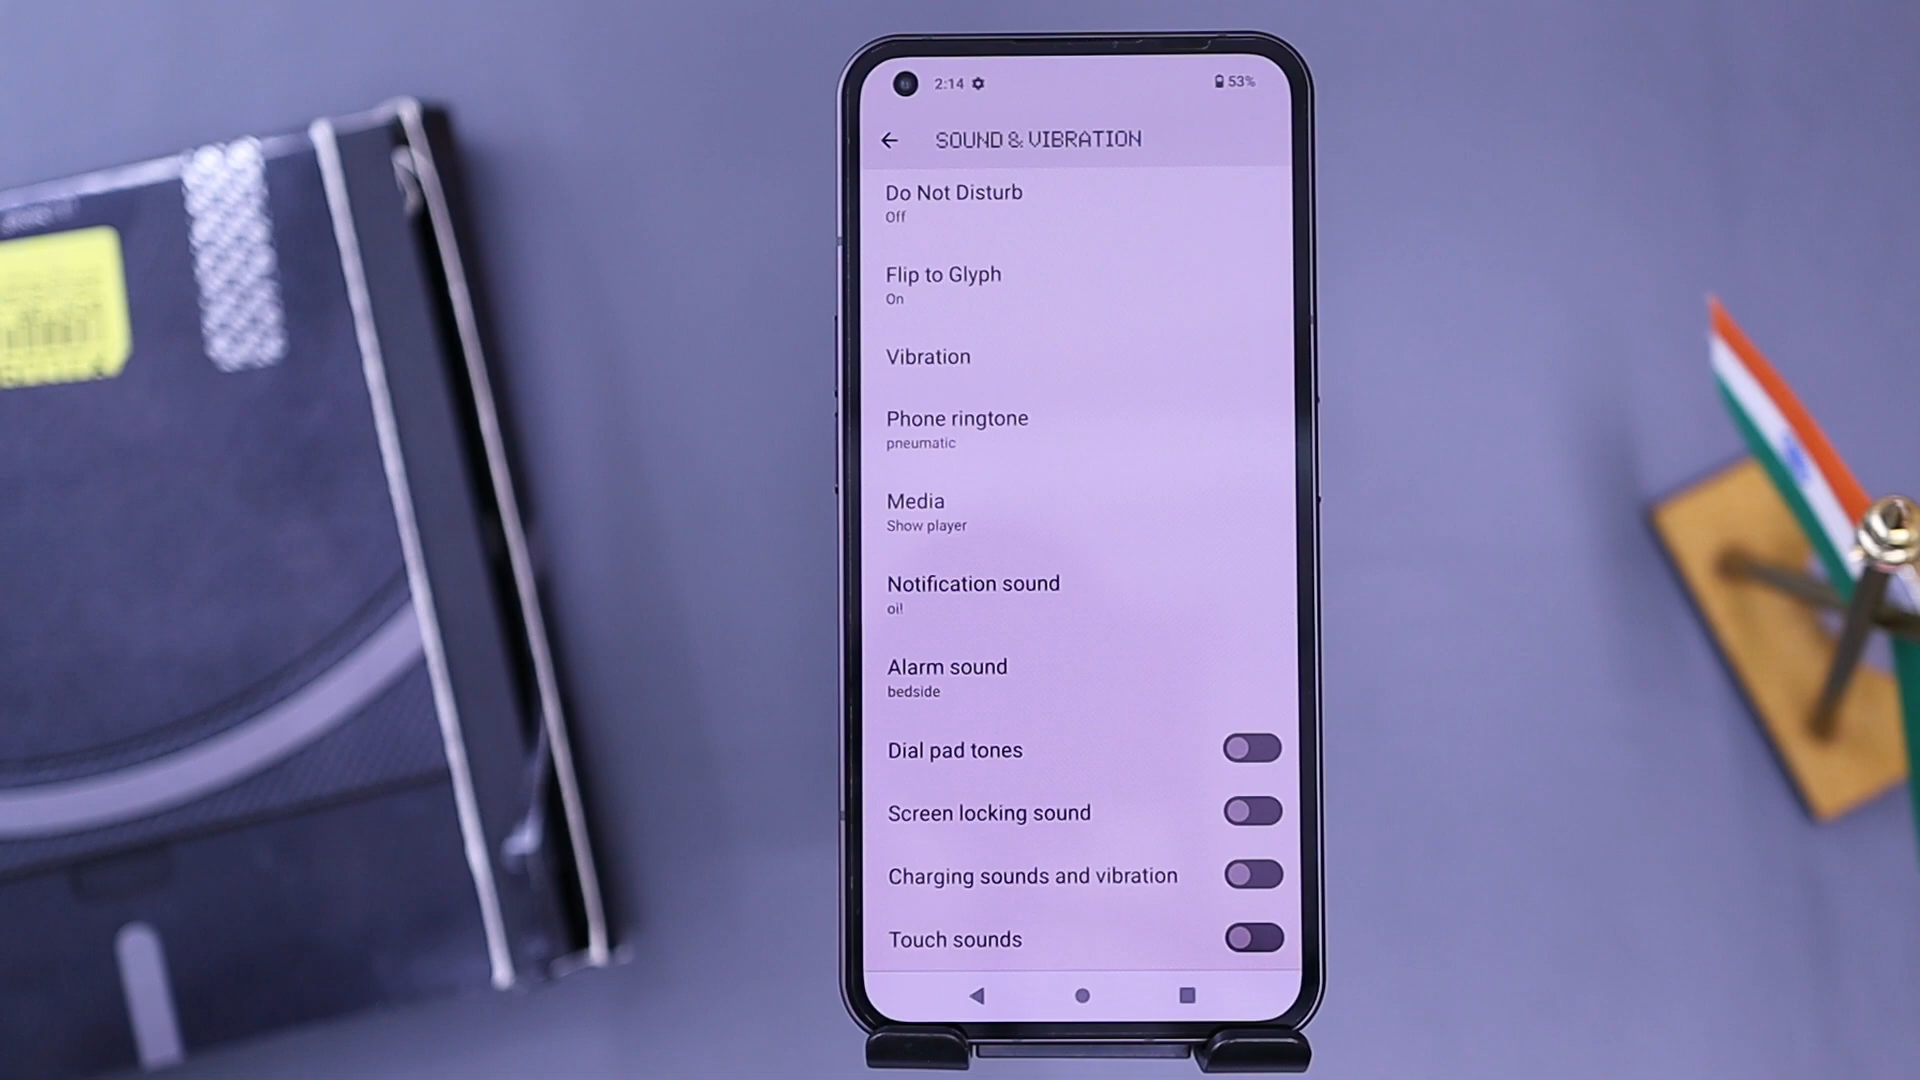 2:14
53%
SOUND & VIBRATION
Do Not Disturb
Off
Flip to Glyph
On
Vibration
Phone ringtone
pneumatic
Media
Show player
Notification sound
oi!
Alarm sound
bedside
Dial pad tones
Screen locking sound
Charging sounds and vibration
Touch sounds